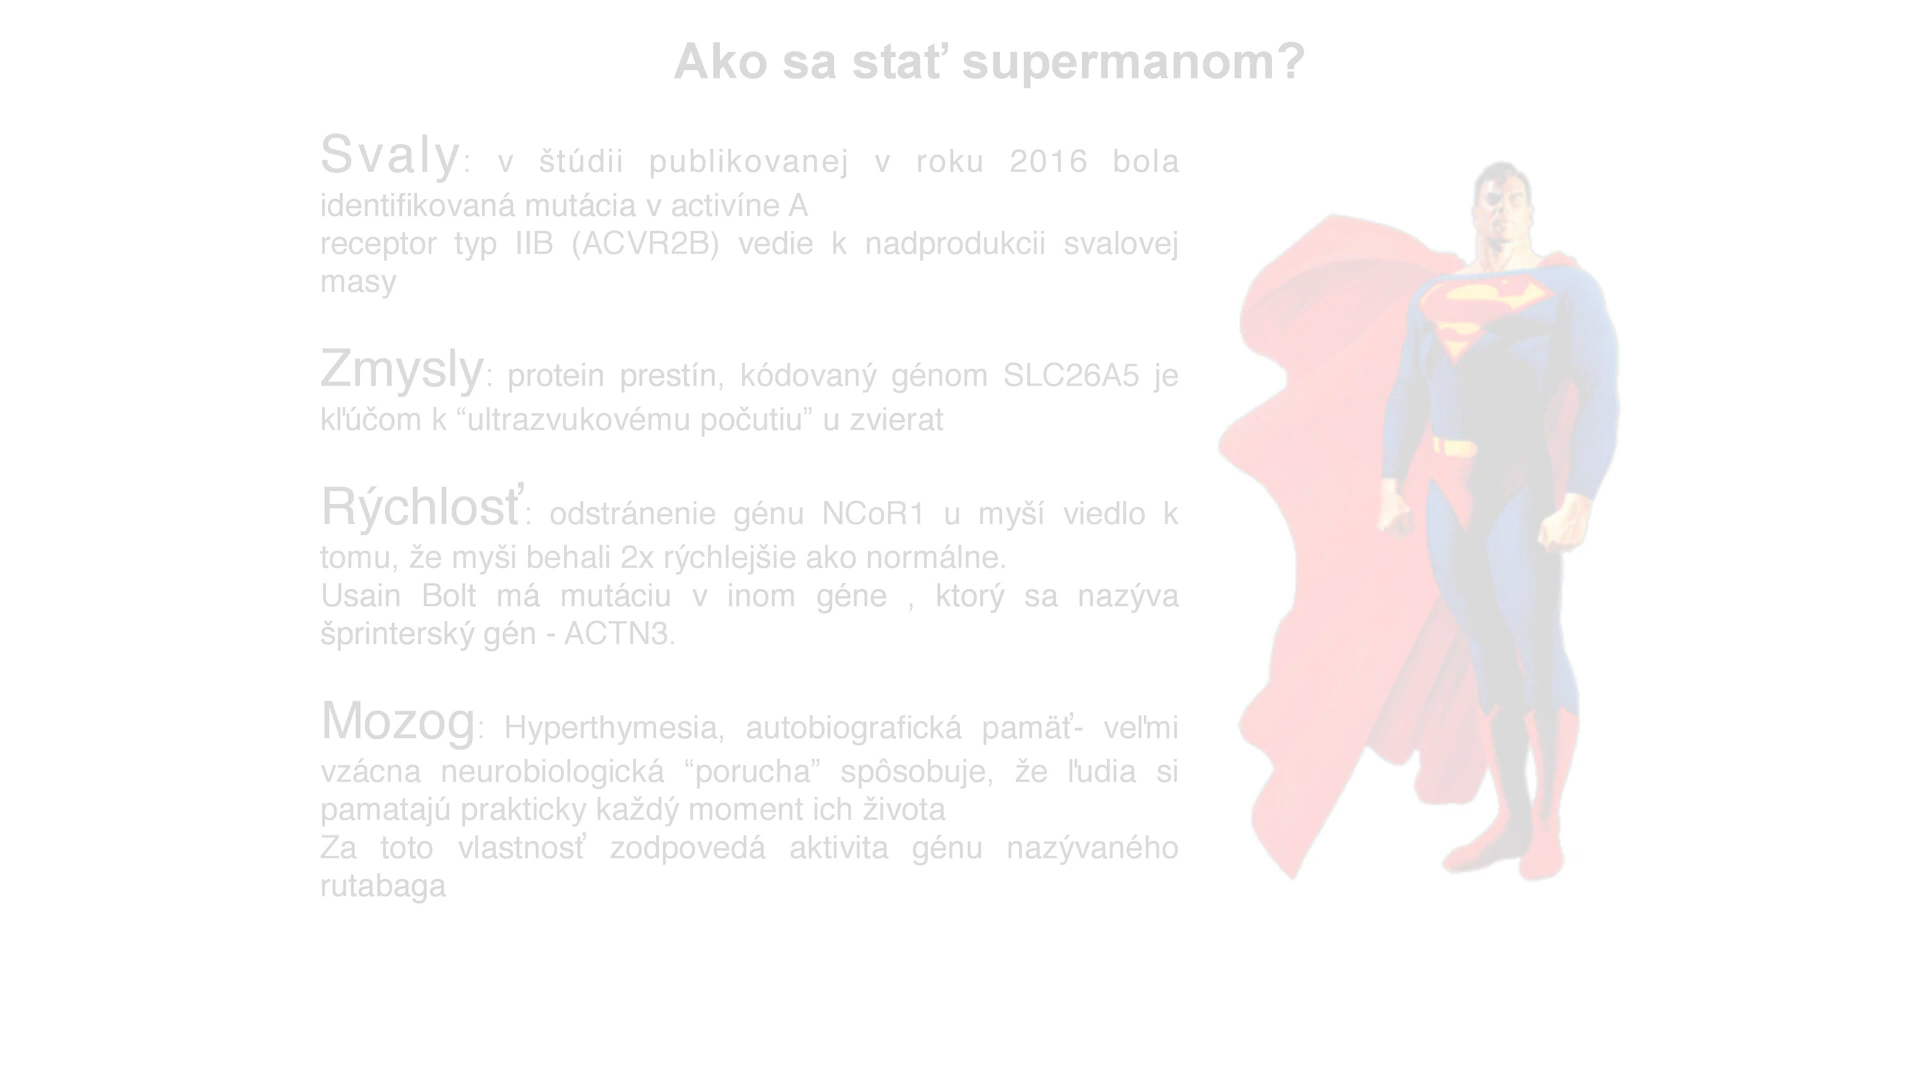 Ako sa stať supermanom?
Svaly: v štúdii publikovanej v roku 2016 bola
identifikovaná mutácia v activíne A
receptor typ IIB (ACVR2B) vedie k nadprodukcii svalovej
masy
Zmysly: protein prestín, kódovaný génom SLC26A5 je
kľúčom k “ultrazvukovému počutiu” u zvierat
Rýchlosť: odstránenie génu NCoR1 u myší viedlo k
tomu, že myši behali 2x rýchlejšie ako normálne.
Usain Bolt má mutáciu v inom géne , ktorý sa nazýva
šprinterský gén - ACTN3.
Mozog: Hyperthymesia, autobiografická pamäť- veľmi
vzácna neurobiologická “porucha” spôsobuje, že ľudia si
pamatajú prakticky každý moment ich života
Za toto vlastnosť zodpovedá aktivita génu nazývaného
rutabaga